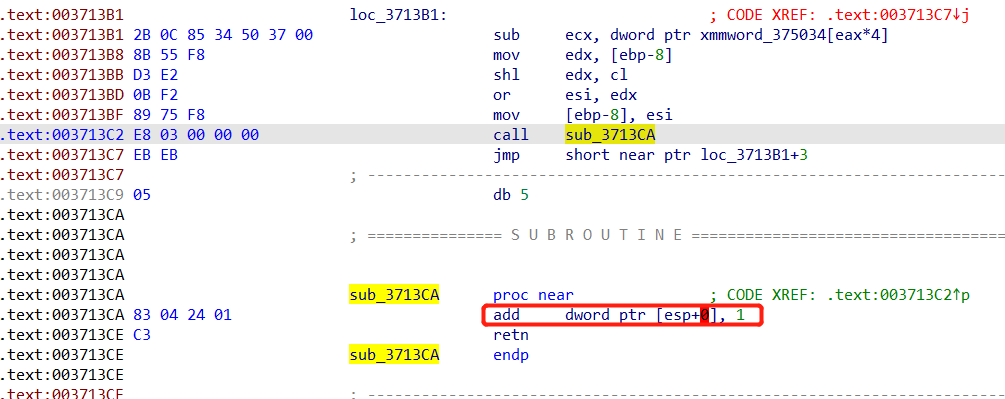 .text:003713B1 loc_3713B1: ; CODE XREF: .text:003713C7↓j
.text:003713B1 2B 0C 85 34 50 37 00 sub ecx, dword ptr xmmword_375034[eax*4]
.text:003713B8 8B 55 F8 mov edx, [ebp-8]
.text:003713BB D3 E2 shl edx, cl
.text:003713BD 0B F2 or esi, edx
.text:003713BF 89 75 F8 mov [ebp-8], esi
.text:003713C2 E8 03 00 00 00 call sub_3713CA
.text:003713C7 EB EB jmp short near ptr loc_3713B1+3
.text:003713C7 ; ---------------------------------------------------------------------------
.text:003713C9 05 db 5
.text:003713CA
.text:003713CA ; =============== S U B R O U T I N E =======================================
.text:003713CA
.text:003713CA
.text:003713CA sub_3713CA proc near ; CODE XREF: .text:003713C2↑p
.text:003713CA 83 04 24 01 add dword ptr [esp+0], 1
.text:003713CE C3 retn
.text:003713CE sub_3713CA endp
.text:003713CE
.text:003713CE ; ---------------------------------------------------------------------------